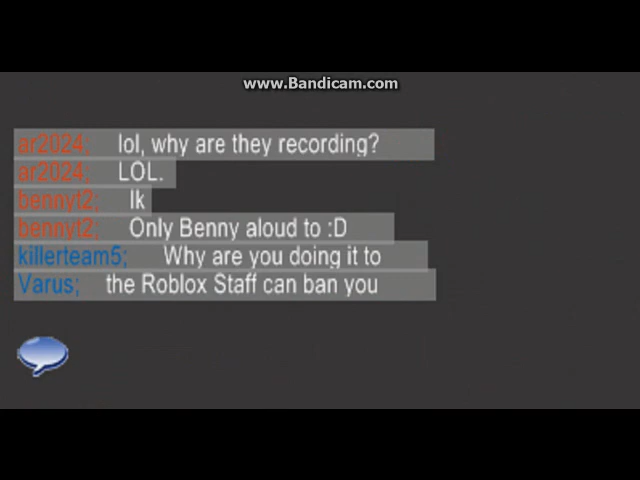 www.Bandicam.com
ar2024; lol, why are they recording?
ar2024; LOL.
bennyt2; Ik
bennyt2; Only Benny aloud to :D
killerteam5; Why are you doing it to
Varus; the Roblox Staff can ban you